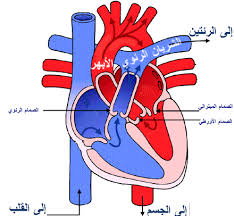 إلى الرئتين
الشريان الرئوي
الأبهر
الصمام الميترالي
الصمام الرئوي
الصمام الأورطي
إلى القلب
إلى الجسم